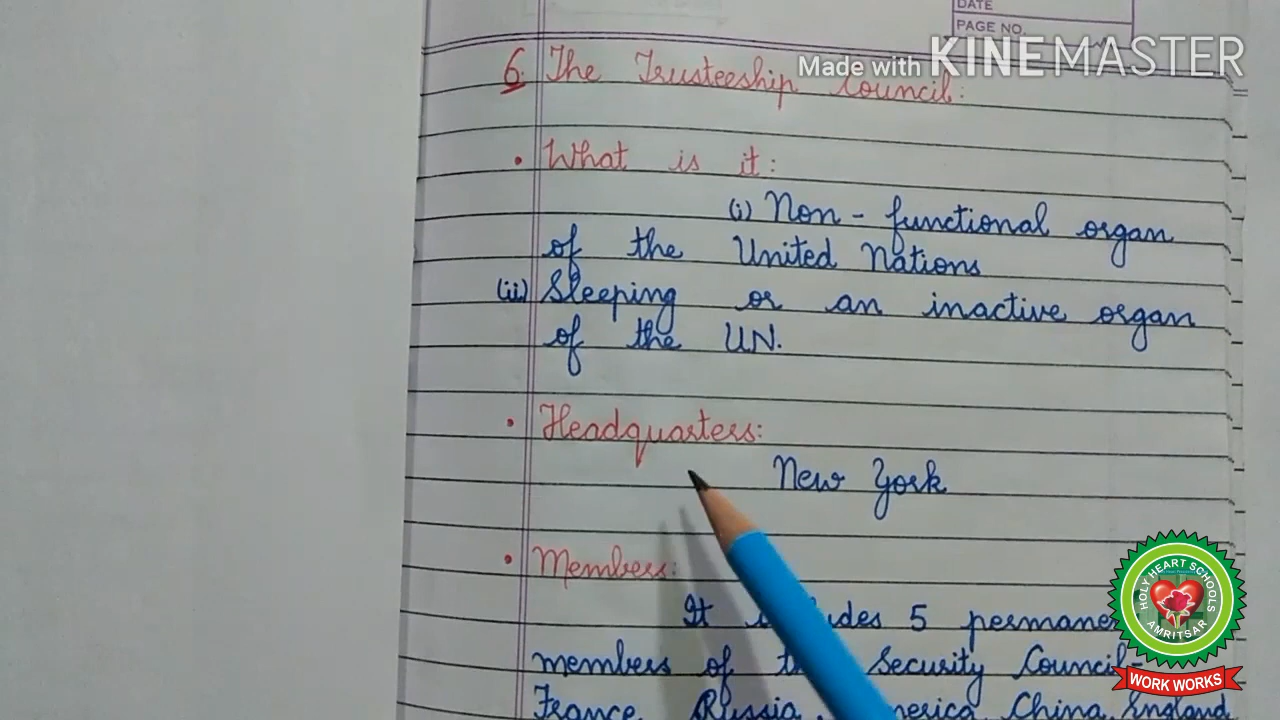 DATE
PAGE NO.
Made with KINEMASTER
6. The Trusteeship Council:
• What is it:
(i) Non - functional organ
of the United Nations
(ii) Sleeping or an inactive organ
of the UN.
• Headquarters:
New York
• Members:
It 5
members of Security Council-
France, Russia, China, England
HOLY HEART SCHOOLS
AMRITSAR
WORK WORKS